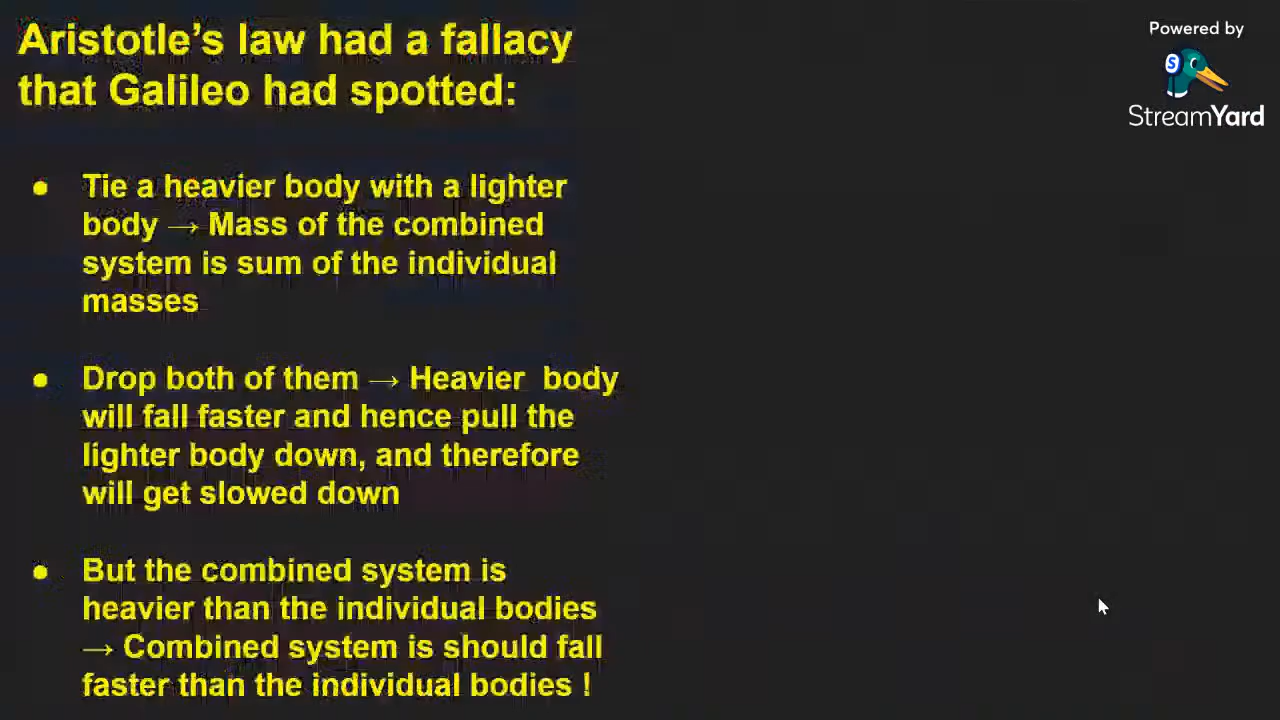 Aristotle’s law had a fallacy
that Galileo had spotted:
● Tie a heavier body with a lighter
body → Mass of the combined
system is sum of the individual
masses
● Drop both of them → Heavier body
will fall faster and hence pull the
lighter body down, and therefore
will get slowed down
● But the combined system is
heavier than the individual bodies
→ Combined system is should fall
faster than the individual bodies !
Powered by
S
StreamYard